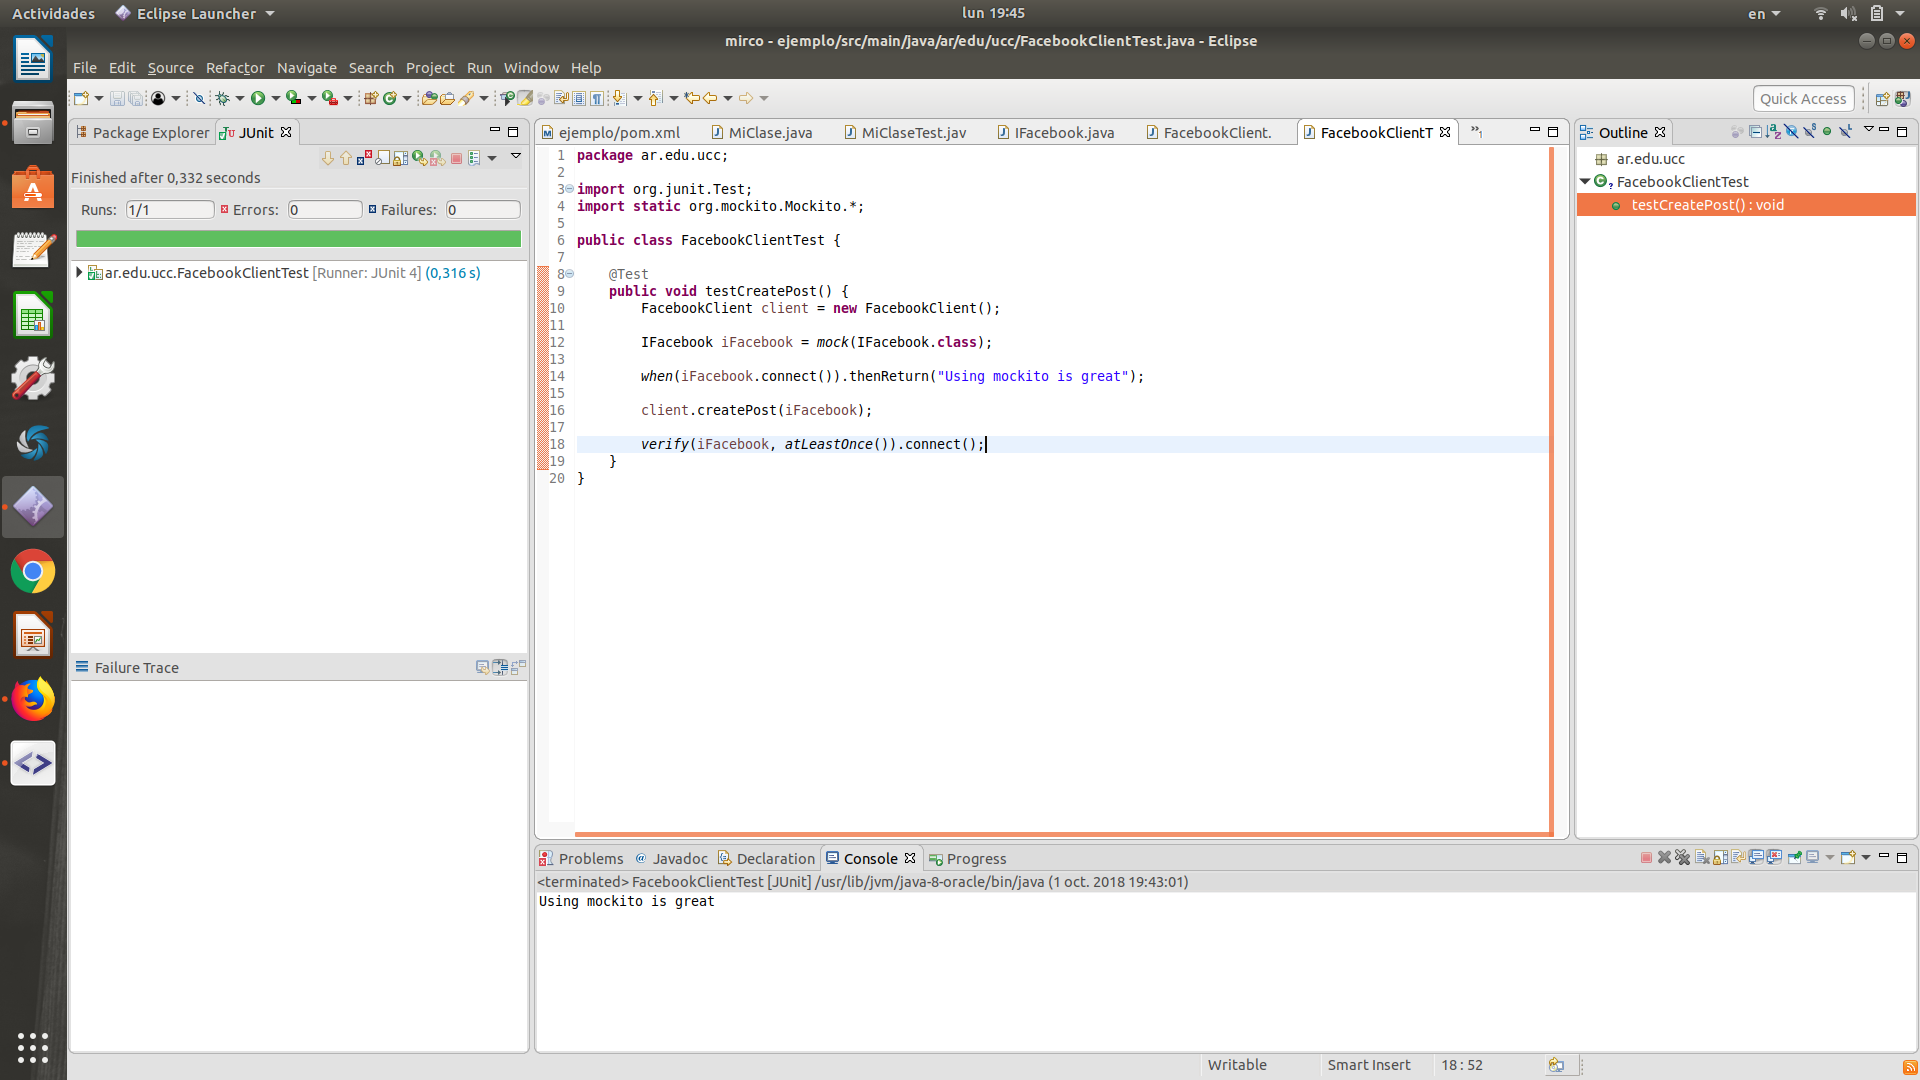 Actividades Eclipse Launcher lun 19:45 en
mirco - ejemplo/src/main/java/ar/edu/ucc/FacebookClientTest.java - Eclipse
File Edit Source Refactor Navigate Search Project Run Window Help
Quick Access
Package Explorer JUnit
Finished after 0,332 seconds
Runs: 1/1 Errors: 0 Failures: 0
ar.edu.ucc.FacebookClientTest [Runner: JUnit 4] (0,316 s)
Failure Trace
ejemplo/pom.xml MiClase.java MiClaseTest.jav IFacebook.java FacebookClient. FacebookClientT »1
1 package ar.edu.ucc;
2
3 import org.junit.Test;
4 import static org.mockito.Mockito.*;
5
6 public class FacebookClientTest {
7
8 @Test
9 public void testCreatePost() {
10 FacebookClient client = new FacebookClient();
11
12 IFacebook iFacebook = mock(IFacebook.class);
13
14 when(iFacebook.connect()).thenReturn("Using mockito is great");
15
16 client.createPost(iFacebook);
17
18 verify(iFacebook, atLeastOnce()).connect();
19 }
20 }
Outline
ar.edu.ucc
FacebookClientTest
testCreatePost() : void
Problems @ Javadoc Declaration Console Progress
<terminated> FacebookClientTest [JUnit] /usr/lib/jvm/java-8-oracle/bin/java (1 oct. 2018 19:43:01)
Using mockito is great
Writable Smart Insert 18 : 52